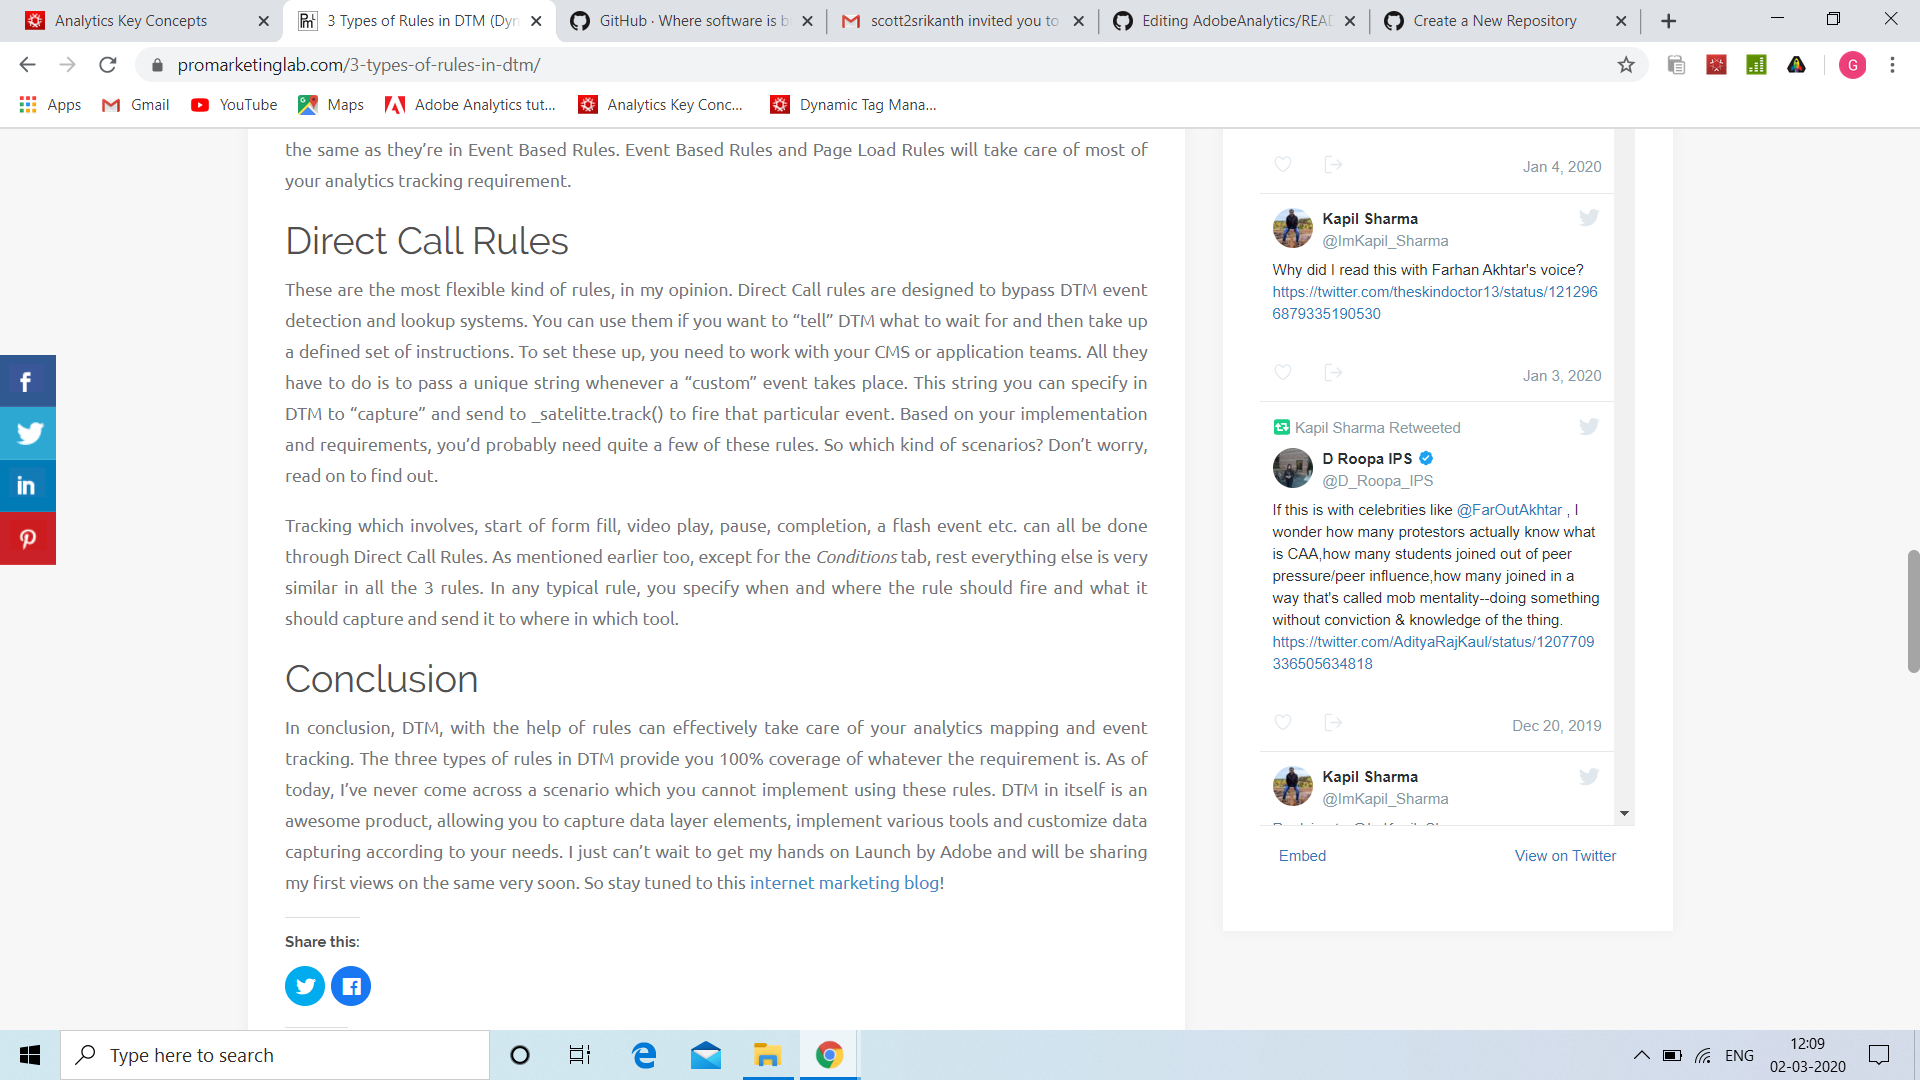 Analytics Key Concepts
3 Types of Rules in DTM (Dyn
GitHub · Where software is b
scott2srikanth invited you to
Editing AdobeAnalytics/READ
Create a New Repository
promarketinglab.com/3-types-of-rules-in-dtm/
G
Apps
Gmail
YouTube
Maps
Adobe Analytics tut...
Analytics Key Conc...
Dynamic Tag Mana...
the same as they're in Event Based Rules. Event Based Rules and Page Load Rules will take care of most of
your analytics tracking requirement.
Direct Call Rules
These are the most flexible kind of rules, in my opinion. Direct Call rules are designed to bypass DTM event
detection and lookup systems. You can use them if you want to “tell” DTM what to wait for and then take up
a defined set of instructions. To set these up, you need to work with your CMS or application teams. All they
have to do is to pass a unique string whenever a “custom” event takes place. This string you can specify in
DTM to “capture” and send to _satelitte.track() to fire that particular event. Based on your implementation
and requirements, you’d probably need quite a few of these rules. So which kind of scenarios? Don’t worry,
read on to find out.
Tracking which involves, start of form fill, video play, pause, completion, a flash event etc. can all be done
through Direct Call Rules. As mentioned earlier too, except for the Conditions tab, rest everything else is very
similar in all the 3 rules. In any typical rule, you specify when and where the rule should fire and what it
should capture and send it to where in which tool.
Conclusion
In conclusion, DTM, with the help of rules can effectively take care of your analytics mapping and event
tracking. The three types of rules in DTM provide you 100% coverage of whatever the requirement is. As of
today, I’ve never come across a scenario which you cannot implement using these rules. DTM in itself is an
awesome product, allowing you to capture data layer elements, implement various tools and customize data
capturing according to your needs. I just can’t wait to get my hands on Launch by Adobe and will be sharing
my first views on the same very soon. So stay tuned to this internet marketing blog!
Share this:
Jan 4, 2020
Kapil Sharma
@ImKapil_Sharma
Why did I read this with Farhan Akhtar's voice?
https://twitter.com/theskindoctor13/status/121296
6879335190530
Jan 3, 2020
Kapil Sharma Retweeted
D Roopa IPS
@D_Roopa_IPS
If this is with celebrities like @FarOutAkhtar , I
wonder how many protestors actually know what
is CAA,how many students joined out of peer
pressure/peer influence,how many joined in a
way that's called mob mentality--doing something
without conviction & knowledge of the thing.
https://twitter.com/AdityaRajKaul/status/1207709
336505634818
Dec 20, 2019
Kapil Sharma
@ImKapil_Sharma
Embed
View on Twitter
Type here to search
ENG
12:09
02-03-2020